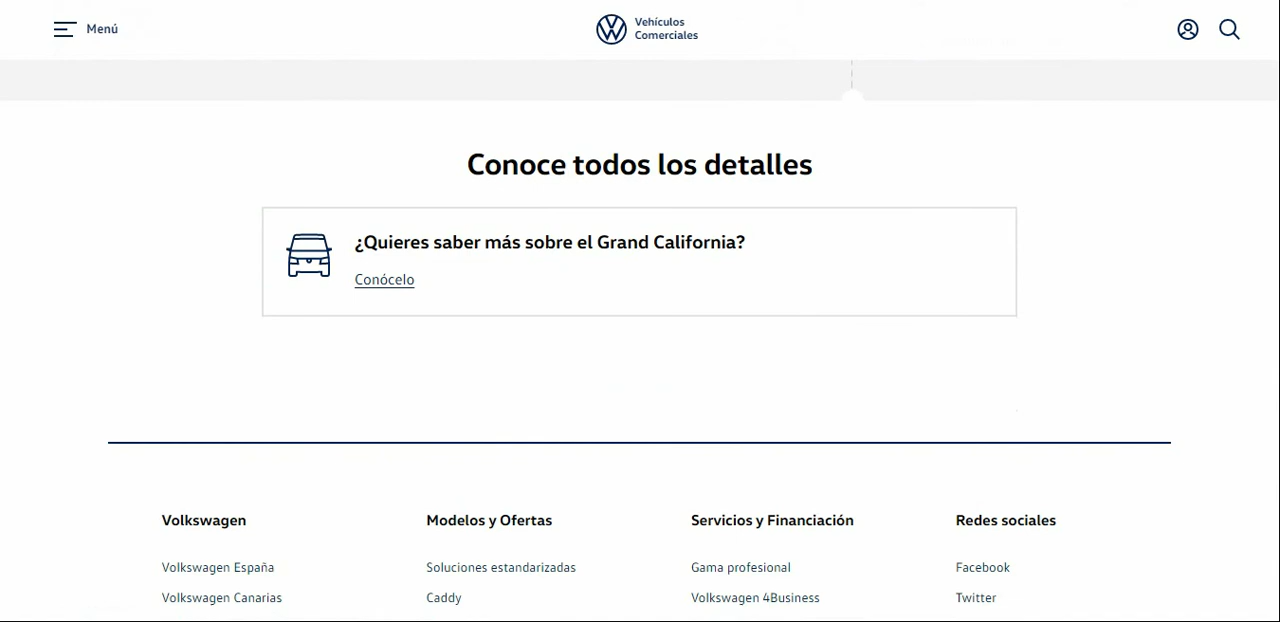 Menú
Vehículos
Comerciales
Conoce todos los detalles
¿Quieres saber más sobre el Grand California?
Conócelo
Volkswagen
Modelos y Ofertas
Servicios y Financiación
Redes sociales
Volkswagen España
Soluciones estandarizadas
Gama profesional
Facebook
Volkswagen Canarias
Caddy
Volkswagen 4Business
Twitter